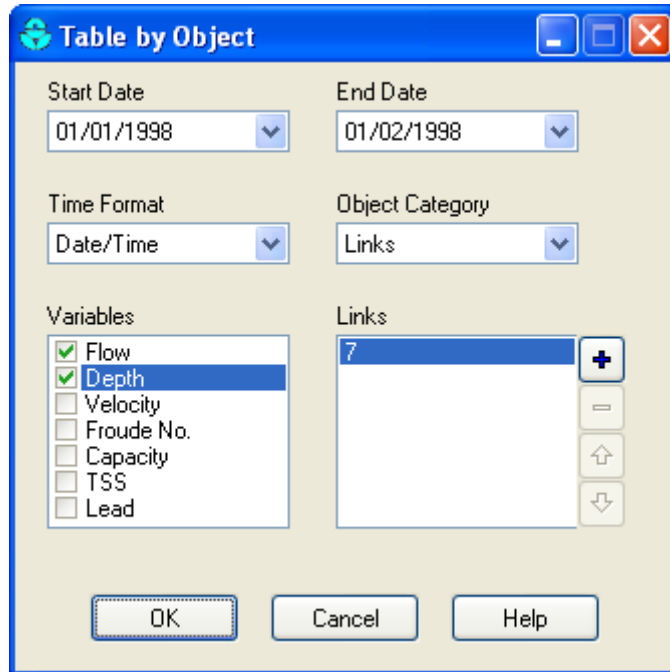 Table by Object
Start Date
End Date
01/01/1998
01/02/1998
Time Format
Object Category
Date/Time
Links
Variables
Links
Flow
Depth
Velocity
Froude No.
Capacity
TSS
Lead
7
OK
Cancel
Help